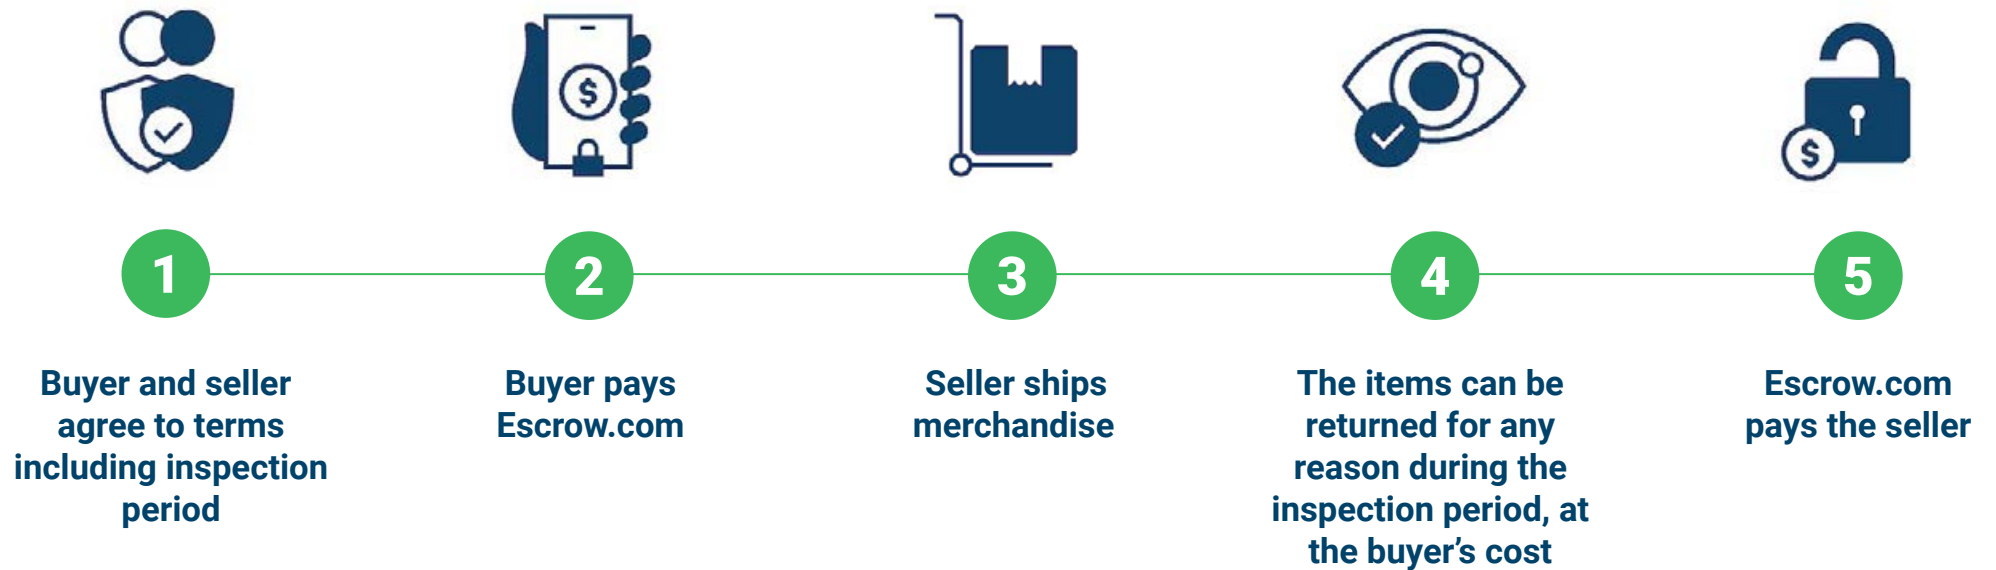 1
Buyer and seller
agree to terms
including inspection
period
2
Buyer pays
Escrow.com
3
Seller ships
merchandise
4
The items can be
returned for any
reason during the
inspection period, at
the buyer’s cost
5
Escrow.com
pays the seller
$
$